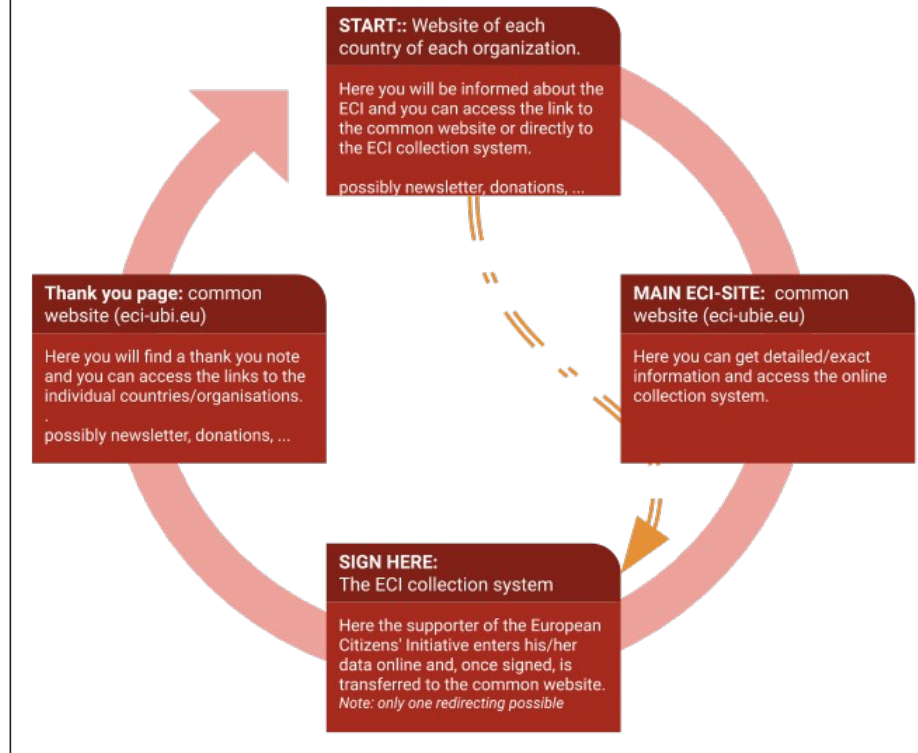 START:: Website of each
country of each organization.
Here you will be informed about the
ECI and you can access the link to
the common website or directly to
the ECI collection system.
possibly newsletter, donations, ...
MAIN ECI-SITE: common
website (eci-ubie.eu)
Here you can get detailed/exact
information and access the online
collection system.
SIGN HERE:
The ECI collection system
Here the supporter of the European
Citizens' Initiative enters his/her
data online and, once signed, is
transferred to the common website.
Note: only one redirecting possible
Thank you page: common
website (eci-ubi.eu)
Here you will find a thank you note
and you can access the links to the
individual countries/organisations.
.
possibly newsletter, donations, ...